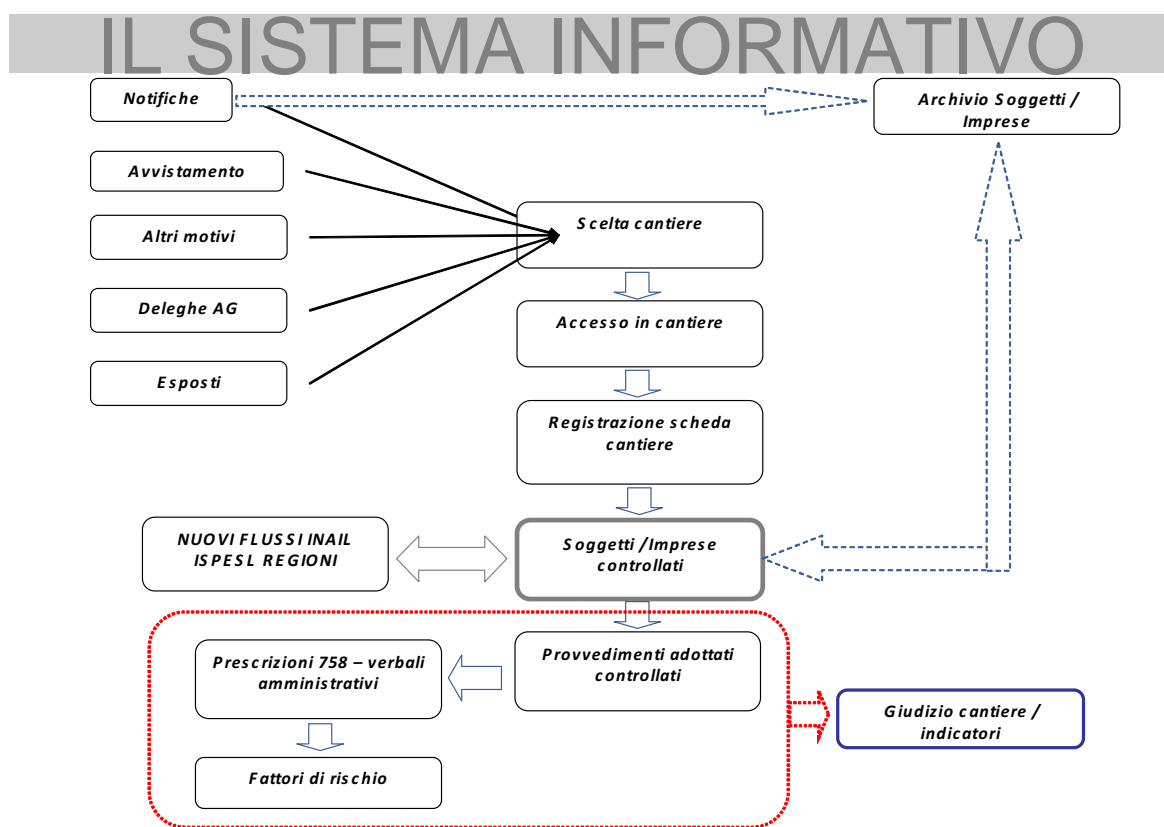 IL SISTEMA INFORMATIVO
Notifiche
Archivio Soggetti /
Imprese
Avvistamento
Scelta cantiere
Altri motivi
Deleghe AG
Accesso in cantiere
Esposti
Registrazione scheda
cantiere
NUOVI FLUSSI INAIL
ISPESL REGIONI
Soggetti /Imprese
controllati
Prescrizioni 758 – verbali
amministrativi
Provvedimenti adottati
controllati
Giudizio cantiere /
indicatori
Fattori di rischio